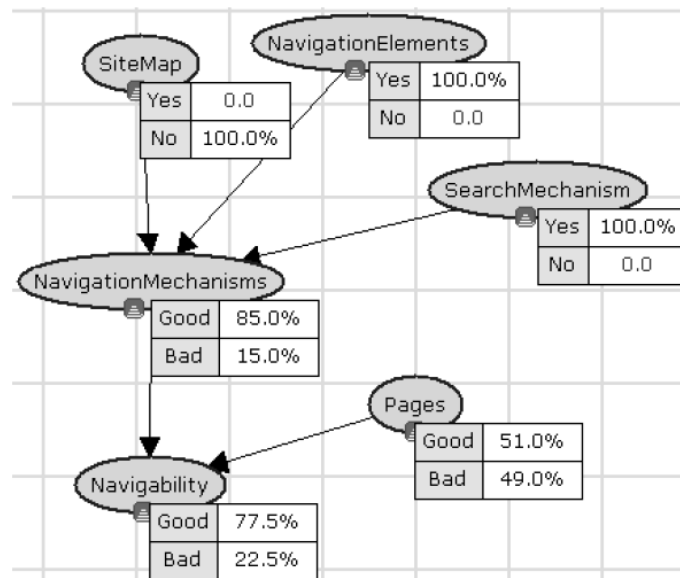 NavigationElements
SiteMap
Yes 100.0%
No 0.0
Yes 0.0
No 100.0%
SearchMechanism
Yes 100.0%
No 0.0
NavigationMechanisms
Good 85.0%
Bad 15.0%
Pages
Good 51.0%
Bad 49.0%
Navigability
Good 77.5%
Bad 22.5%